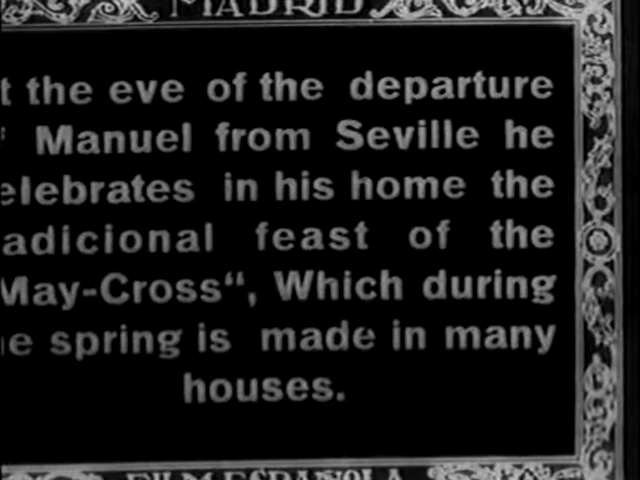 MADRID
t the eve of the departure
Manuel from Seville he
elebrates in his home the
adicional feast of the
May-Cross“, Which during
e spring is made in many
houses.
FILM ESPAÑOLA